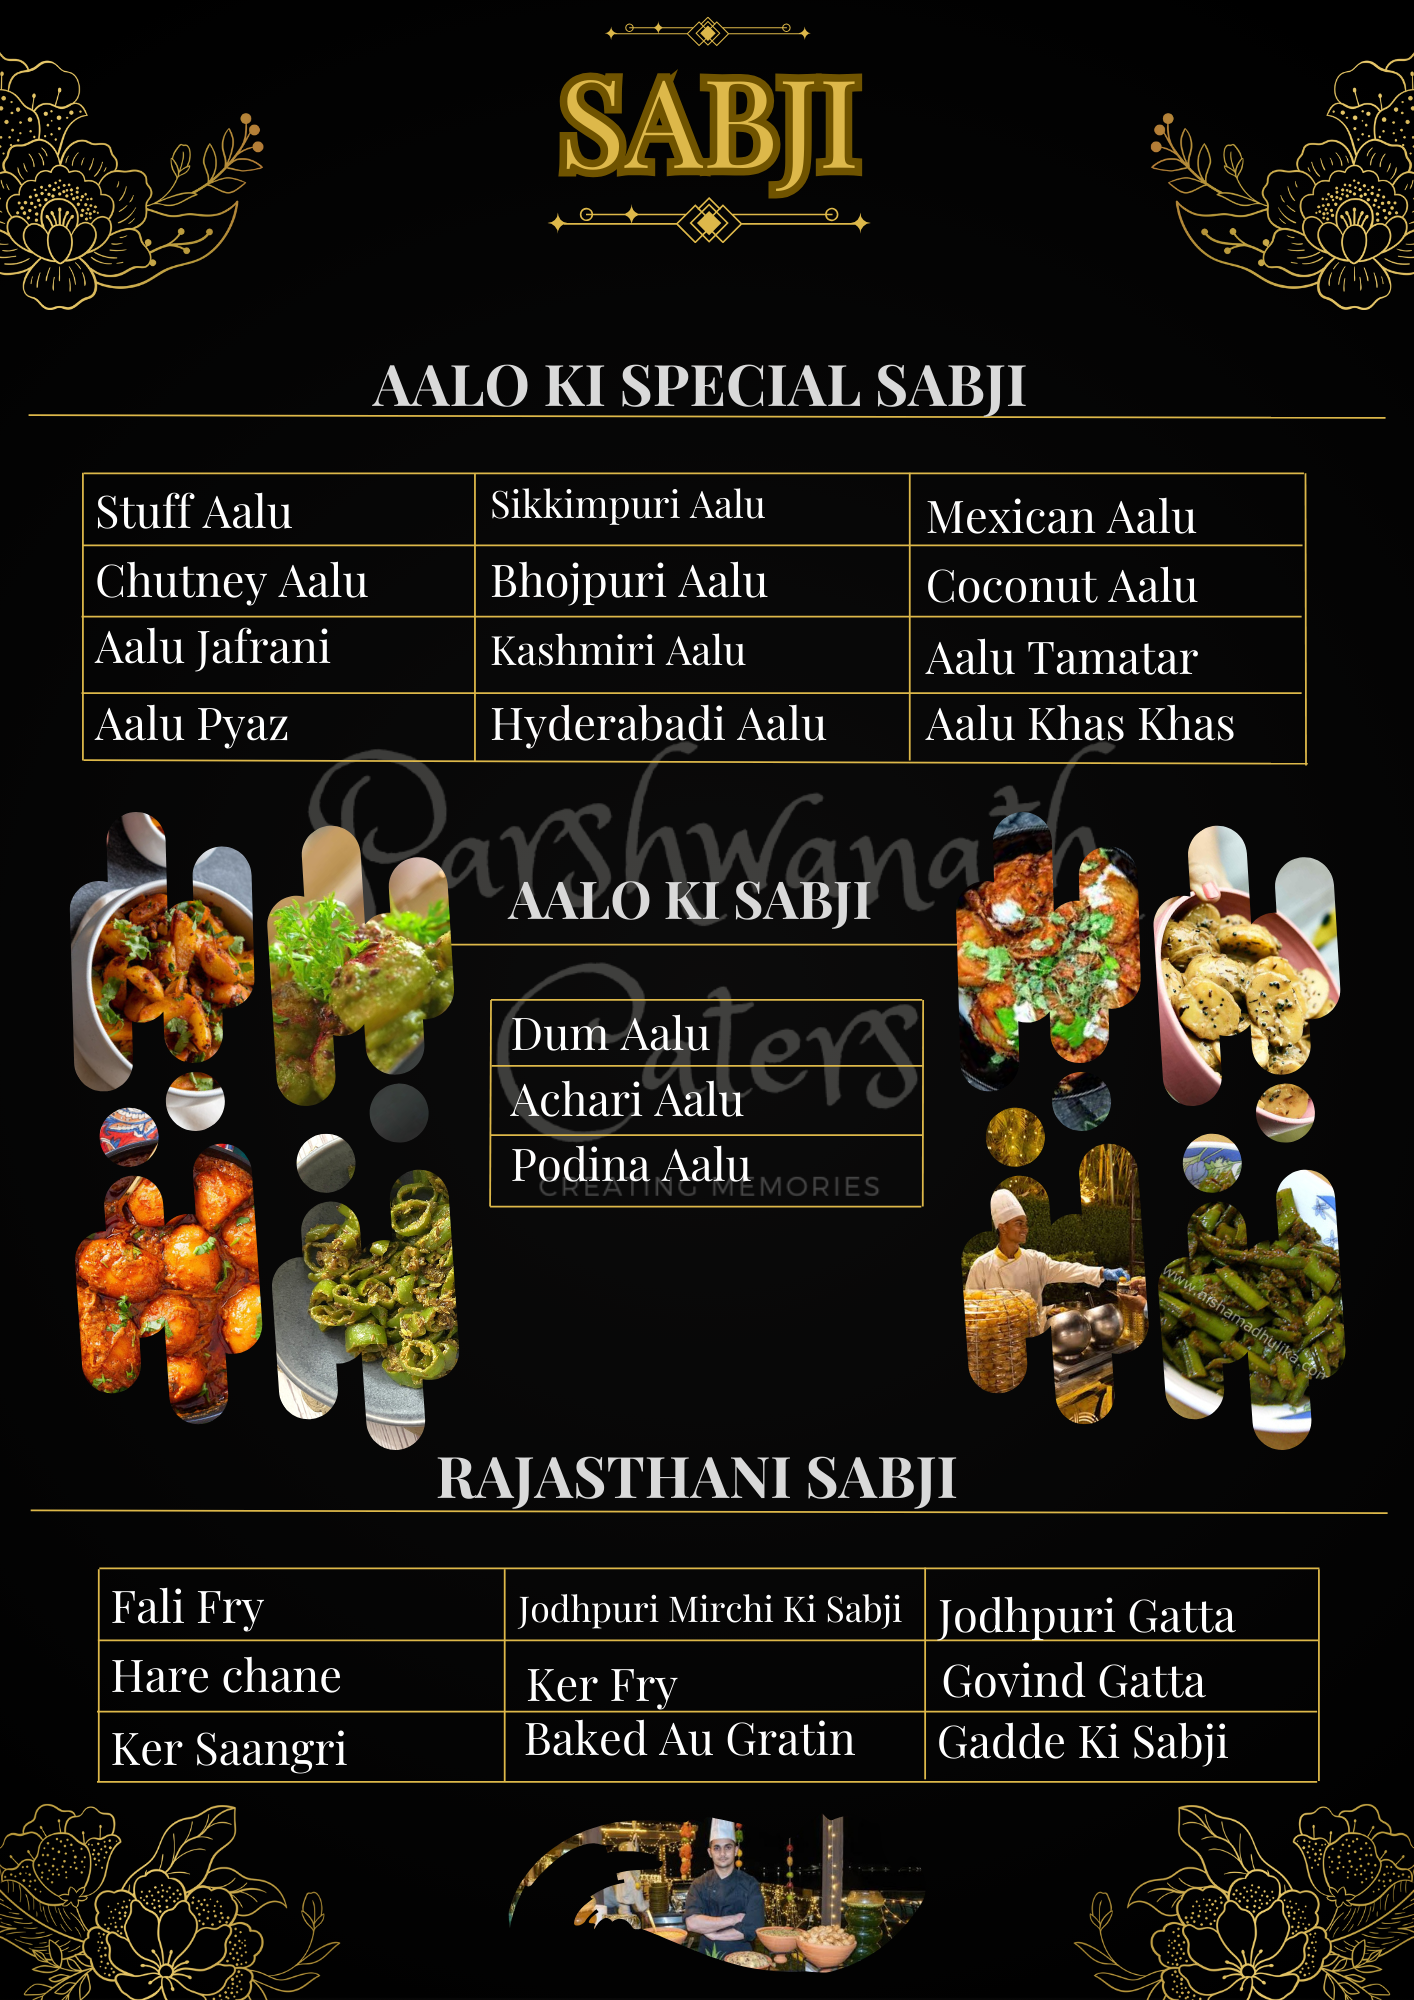 SABJI
AALO KI SPECIAL SABJI
Stuff Aalu
Sikkimpuri Aalu
Mexican Aalu
Chutney Aalu
Bhojpuri Aalu
Coconut Aalu
Aalu Jafrani
Kashmiri Aalu
Aalu Tamatar
Aalu Pyaz
Hyderabadi Aalu
Aalu Khas Khas
Parshwanath
AALO KI SABJI
Caters
Dum Aalu
Achari Aalu
Podina Aalu
CREATING MEMORIES
www.nishamadhulika.com
RAJASTHANI SABJI
Fali Fry
Jodhpuri Mirchi Ki Sabji
Jodhpuri Gatta
Hare chane
Ker Fry
Govind Gatta
Ker Saangri
Baked Au Gratin
Gadde Ki Sabji